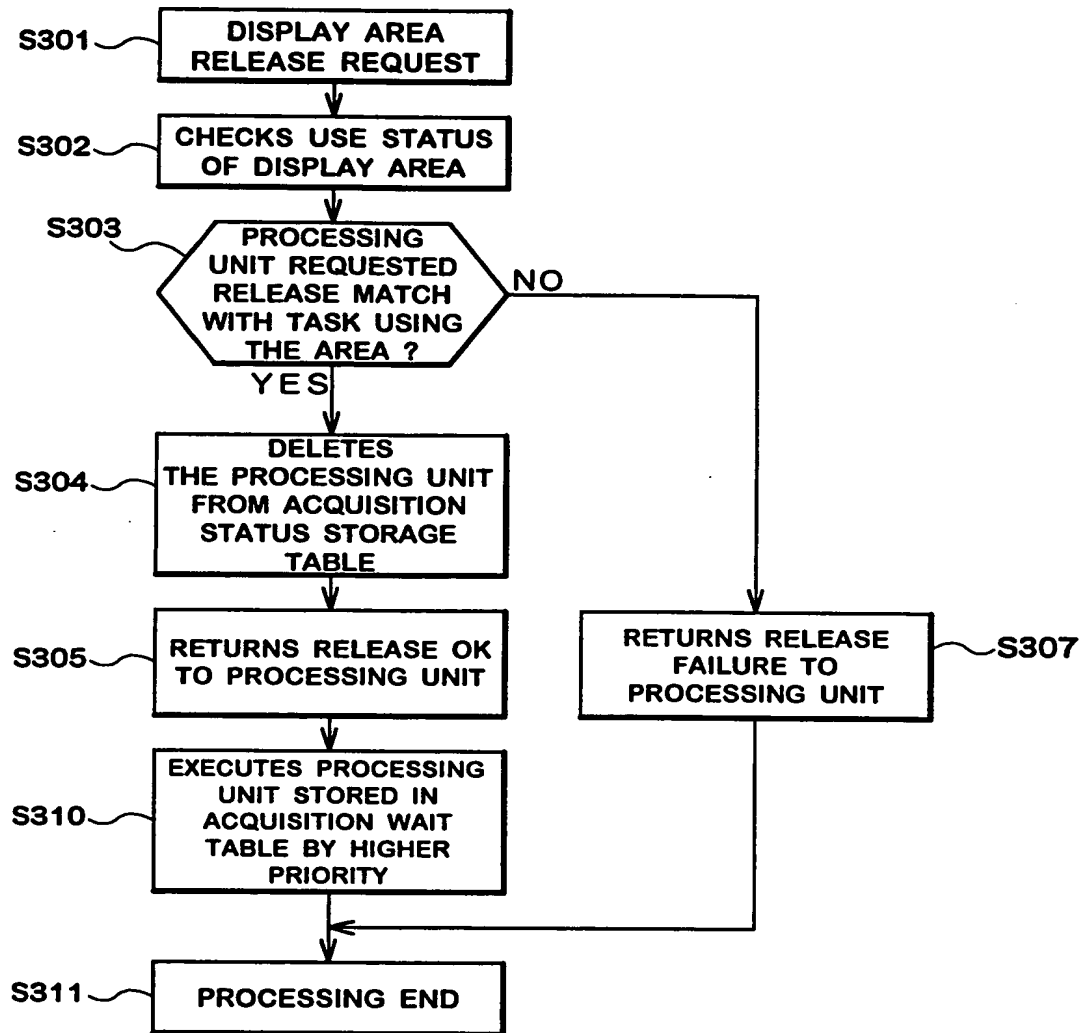 S301
DISPLAY AREA
RELEASE REQUEST
S302
CHECKS USE STATUS
OF DISPLAY AREA
S303
PROCESSING
UNIT REQUESTED
RELEASE MATCH
WITH TASK USING
THE AREA ?
NO
YES
S304
DELETES
THE PROCESSING UNIT
FROM ACQUISITION
STATUS STORAGE
TABLE
S305
RETURNS RELEASE OK
TO PROCESSING UNIT
RETURNS RELEASE
FAILURE TO
PROCESSING UNIT
S307
S310
EXECUTES PROCESSING
UNIT STORED IN
ACQUISITION WAIT
TABLE BY HIGHER
PRIORITY
S311
PROCESSING END